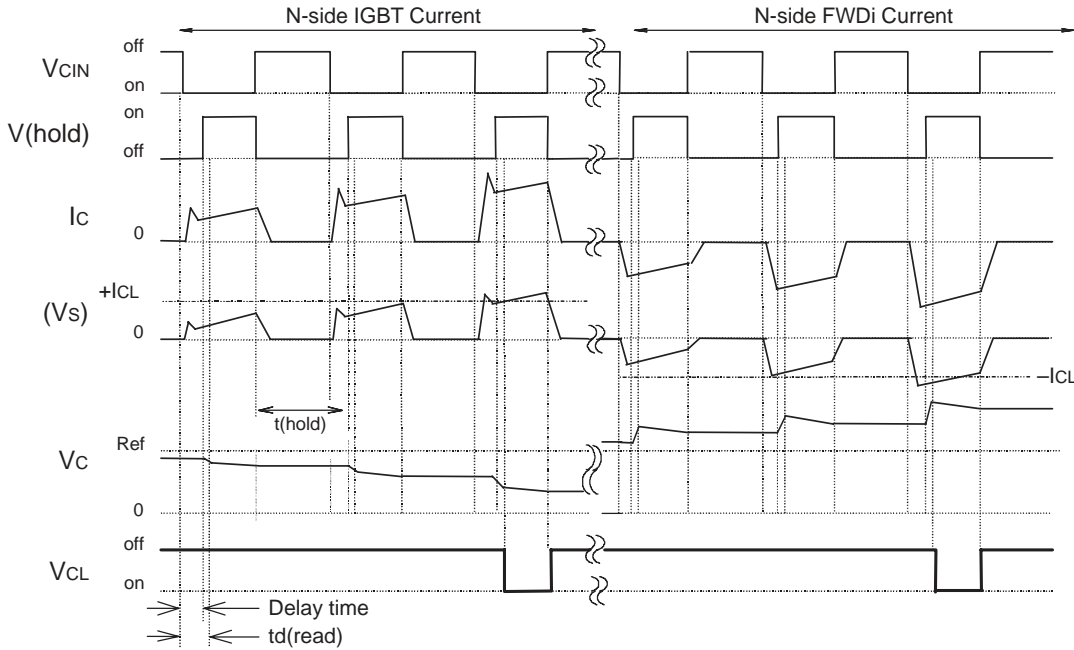 N-side IGBT Current
N-side FWDi Current
VCIN
off
on
V(hold)
on
off
IC
0
+ICL
(VS)
0
–ICL
t(hold)
Ref
VC
0
VCL
off
on
Delay time
td(read)